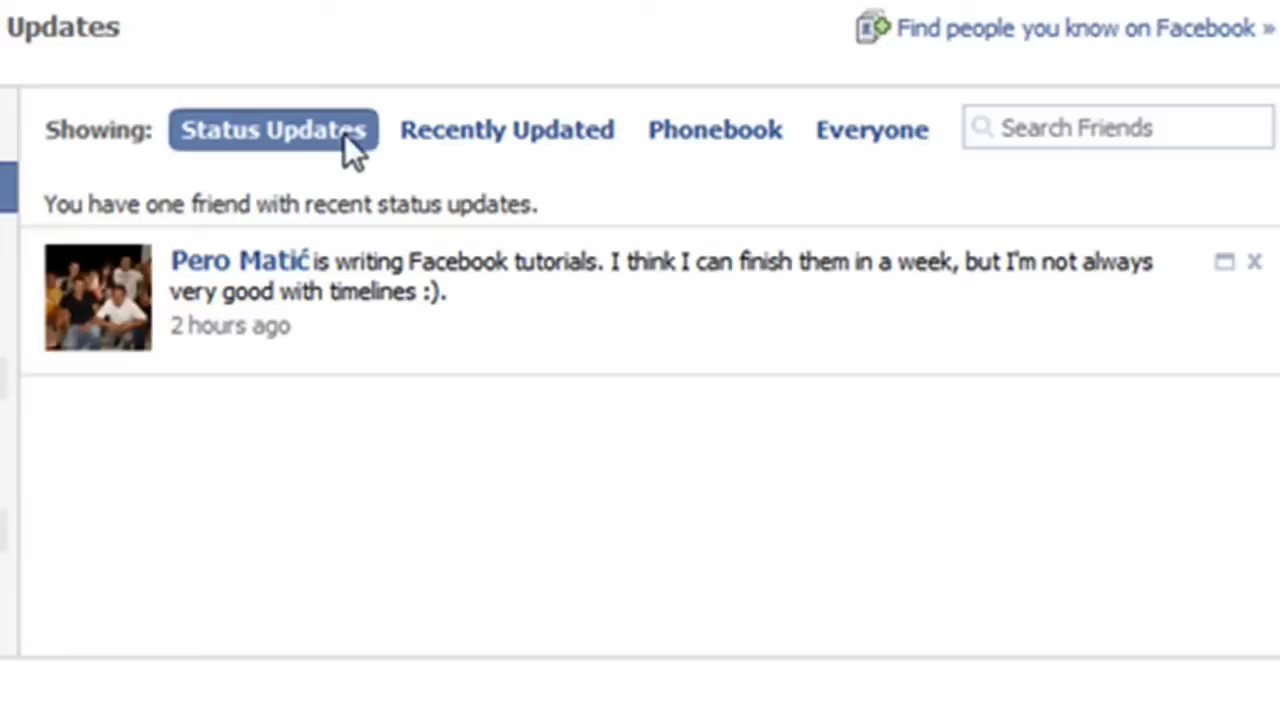 Updates
Find people you know on Facebook »
Showing: Status Updates Recently Updated Phonebook Everyone Search Friends
You have one friend with recent status updates.
Pero Matić is writing Facebook tutorials. I think I can finish them in a week, but I'm not always
very good with timelines :).
2 hours ago